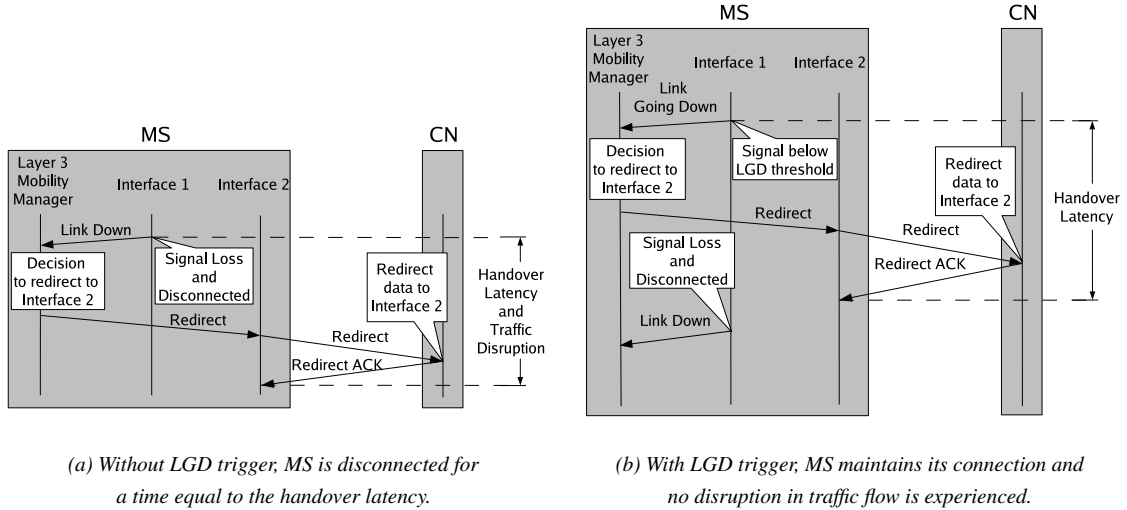 MS
CN
Layer 3
Mobility
Manager
Interface 1
Interface 2
Link Down
Decision
to redirect to
Interface 2
Signal Loss
and
Disconnected
Redirect
data to
Interface 2
Redirect
Redirect
Redirect ACK
Handover
Latency
and
Traffic
Disruption
(a) Without LGD trigger, MS is disconnected for
a time equal to the handover latency.
MS
CN
Layer 3
Mobility
Manager
Interface 1
Interface 2
Link
Going Down
Decision
to redirect to
Interface 2
Signal below
LGD threshold
Redirect
data to
Interface 2
Handover
Latency
Redirect
Redirect
Redirect ACK
Signal Loss
and
Disconnected
Link Down
(b) With LGD trigger, MS maintains its connection and
no disruption in traffic flow is experienced.